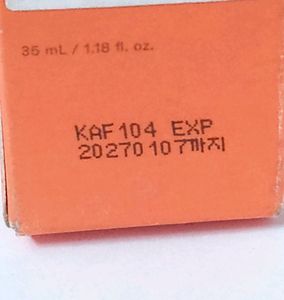 35 mL / 1.18 fl. oz.
KAF104 EXP
20270107까지